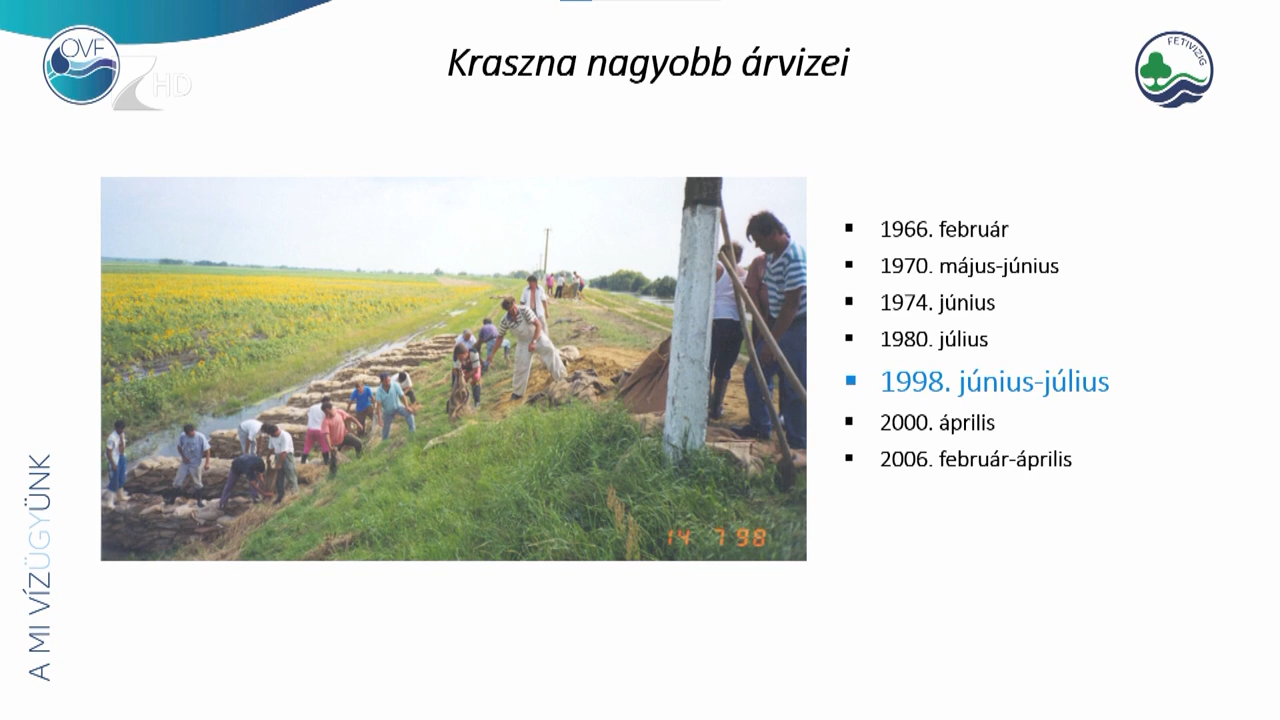 OVF
7 HD
Kraszna nagyobb árvizei
FETIVIZIG
1966. február
1970. május-június
1974. június
1980. július
1998. június-július
2000. április
2006. február-április
14 7 98
A MI VÍZÜGYÜNK